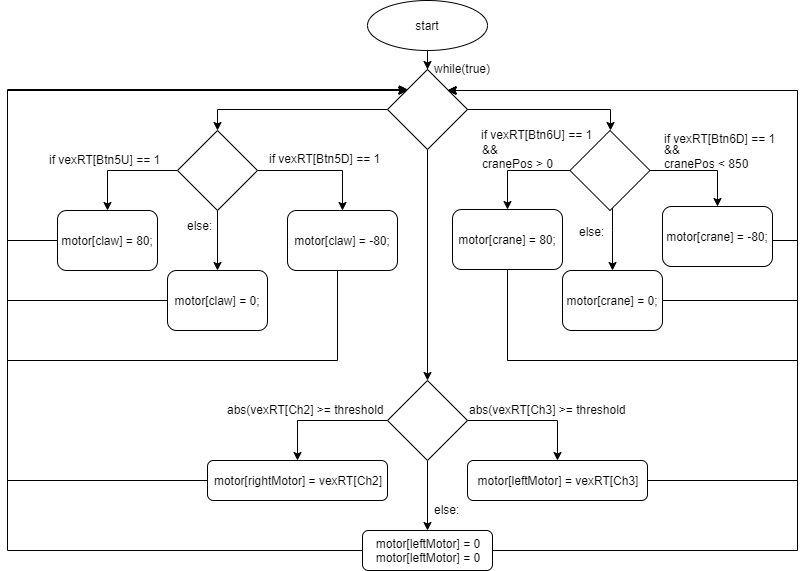 start
while(true)
if vexRT[Btn5U] == 1
if vexRT[Btn5D] == 1
if vexRT[Btn6U] == 1
&&
cranePos > 0
if vexRT[Btn6D] == 1
&&
cranePos < 850
else:
else:
motor[claw] = 80;
motor[claw] = -80;
motor[crane] = 80;
motor[crane] = -80;
motor[claw] = 0;
motor[crane] = 0;
abs(vexRT[Ch2] >= threshold
abs(vexRT[Ch3] >= threshold
motor[rightMotor] = vexRT[Ch2]
motor[leftMotor] = vexRT[Ch3]
else:
motor[leftMotor] = 0
motor[leftMotor] = 0